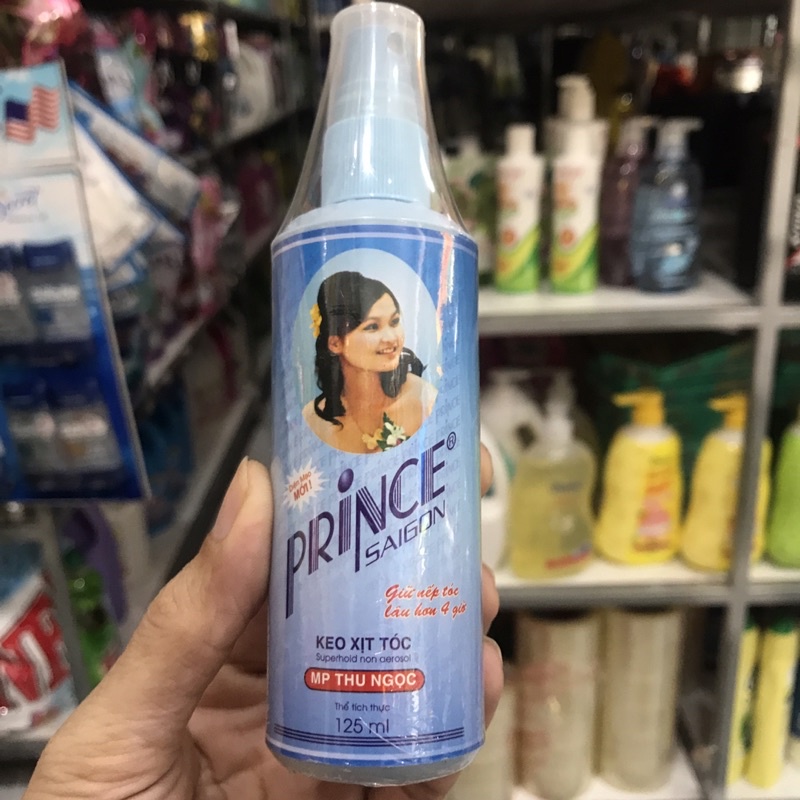 MỚI!
PRINCE®
SAIGON
Giữ nếp tóc
lâu hơn 4 giờ
KEO XỊT TÓC
Superhold non aerosol
MP THU NGỌC
Thể tích thực
125 ml